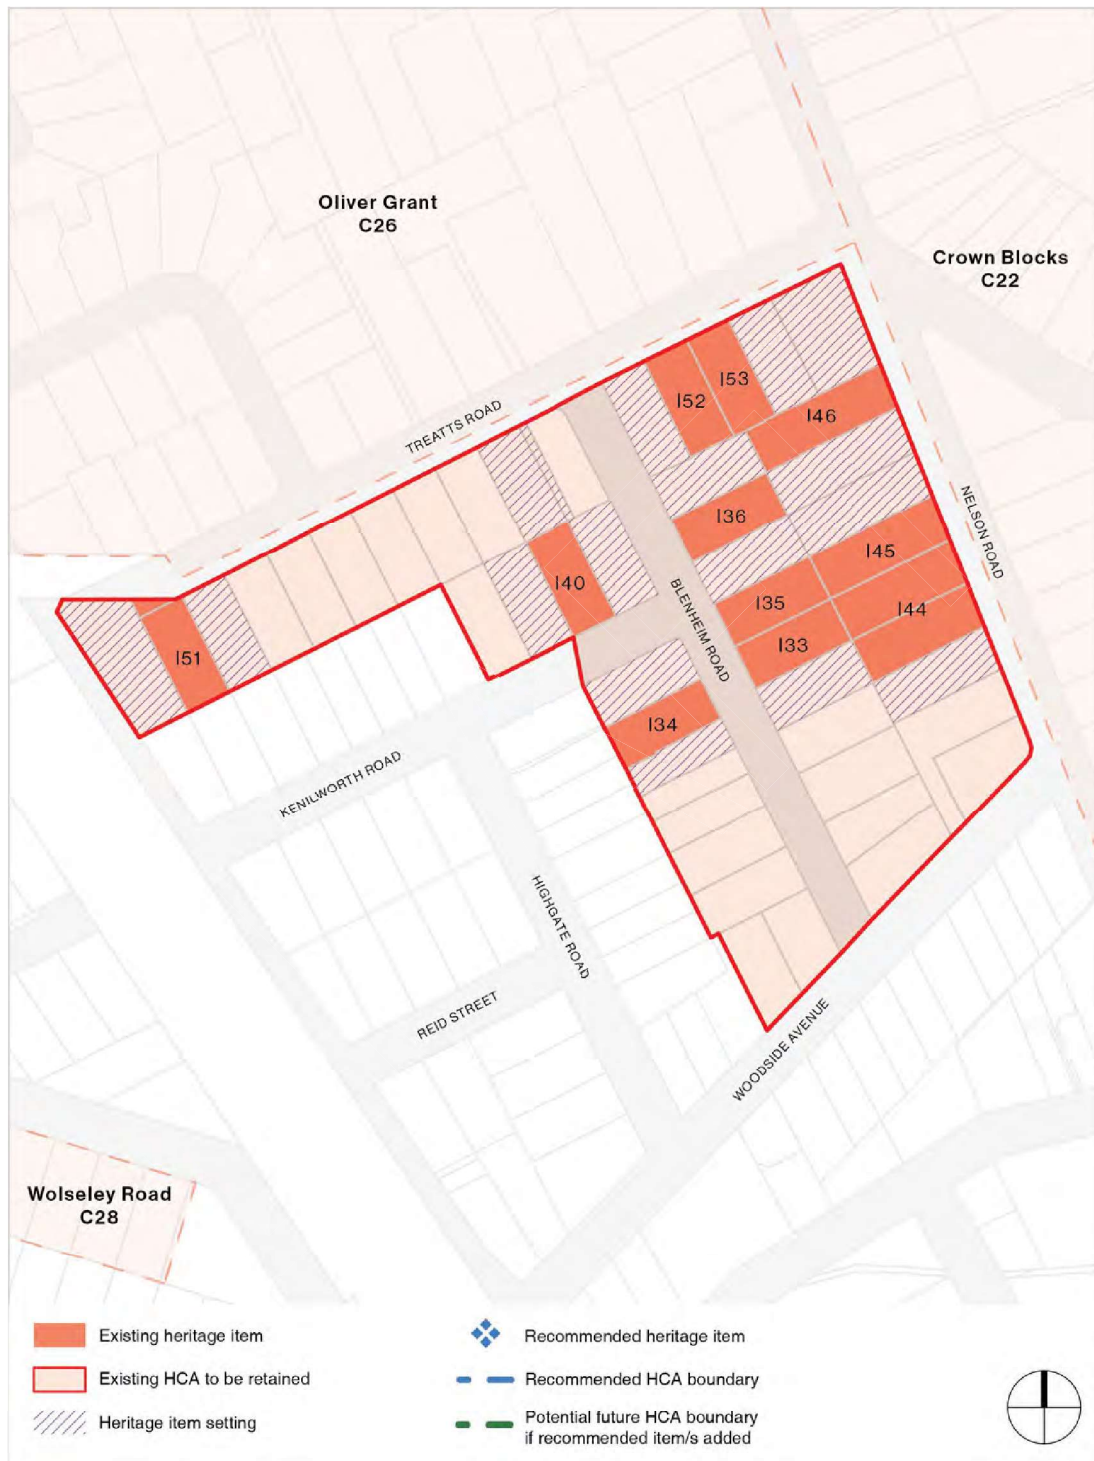 Oliver Grant
C26
Crown Blocks
C22
TREATTS ROAD
I53
I52
I46
NELSON ROAD
I36
I45
I40
I35
I44
BLENHEIM ROAD
I33
I51
I34
KENILWORTH ROAD
HIGHGATE ROAD
REID STREET
WOODSIDE AVENUE
Wolseley Road
C28
Existing heritage item
Existing HCA to be retained
Heritage item setting
Recommended heritage item
Recommended HCA boundary
Potential future HCA boundary
if recommended item/s added